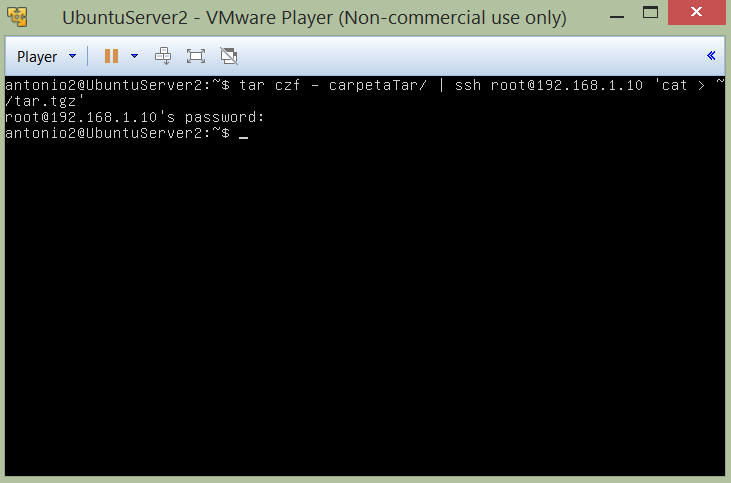 UbuntuServer2 - VMware Player (Non-commercial use only)
Player
antonio2@UbuntuServer2:~$ tar czf - carpetaTar/ | ssh root@192.168.1.10 'cat > ~
/tar.tgz'
root@192.168.1.10's password:
antonio2@UbuntuServer2:~$ _